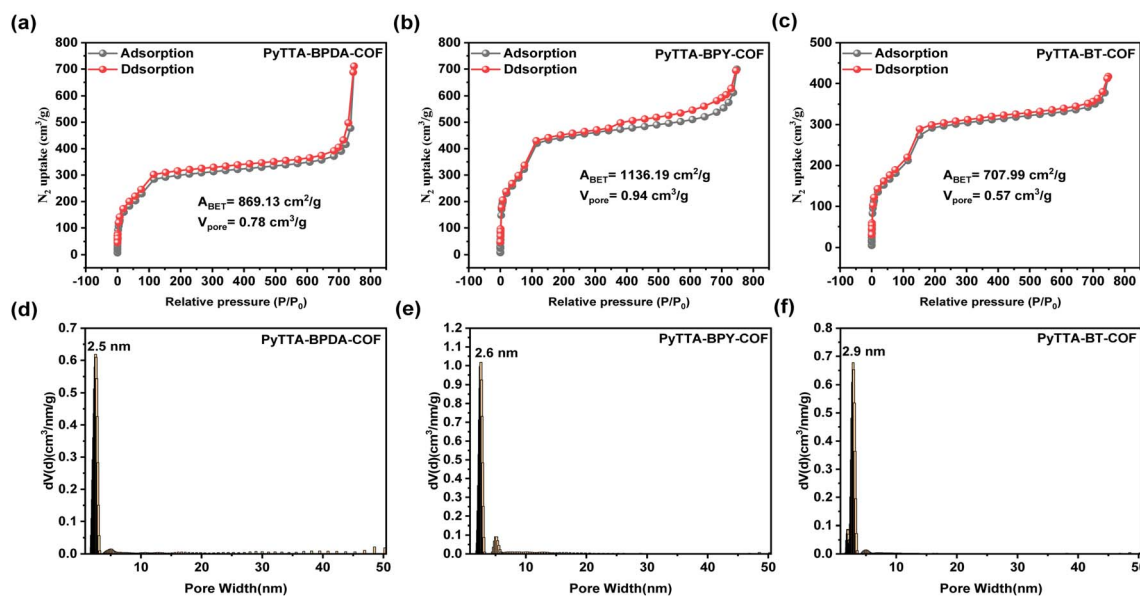 (a)
PyTTA-BPDA-COF
Adsorption
Ddsorption
N2 uptake (cm3/g)
800
700
600
500
400
300
200
100
0
ABET= 869.13 cm2/g
Vpore= 0.78 cm3/g
-100 0 100 200 300 400 500 600 700 800
Relative pressure (P/P0)
(b)
PyTTA-BPY-COF
Adsorption
Ddsorption
N2 uptake (cm3/g)
800
700
600
500
400
300
200
100
0
ABET= 1136.19 cm2/g
Vpore= 0.94 cm3/g
-100 0 100 200 300 400 500 600 700 800
Relative pressure (P/P0)
(c)
PyTTA-BT-COF
Adsorption
Ddsorption
N2 uptake (cm3/g)
500
400
300
200
100
0
ABET= 707.99 cm2/g
Vpore= 0.57 cm3/g
-100 0 100 200 300 400 500 600 700 800
Relative pressure (P/P0)
(d)
PyTTA-BPDA-COF
2.5 nm
dV(d)(cm3/nm/g)
0.7
0.6
0.5
0.4
0.3
0.2
0.1
0.0
10 20 30 40 50
Pore Width(nm)
(e)
PyTTA-BPY-COF
2.6 nm
dV(d)(cm3/nm/g)
1.2
1.1
1.0
0.9
0.8
0.7
0.6
0.5
0.4
0.3
0.2
0.1
0.0
10 20 30 40 50
Pore Width(nm)
(f)
PyTTA-BT-COF
2.9 nm
dV(d)(cm3/nm/g)
0.8
0.7
0.6
0.5
0.4
0.3
0.2
0.1
0.0
10 20 30 40 50
Pore Width(nm)